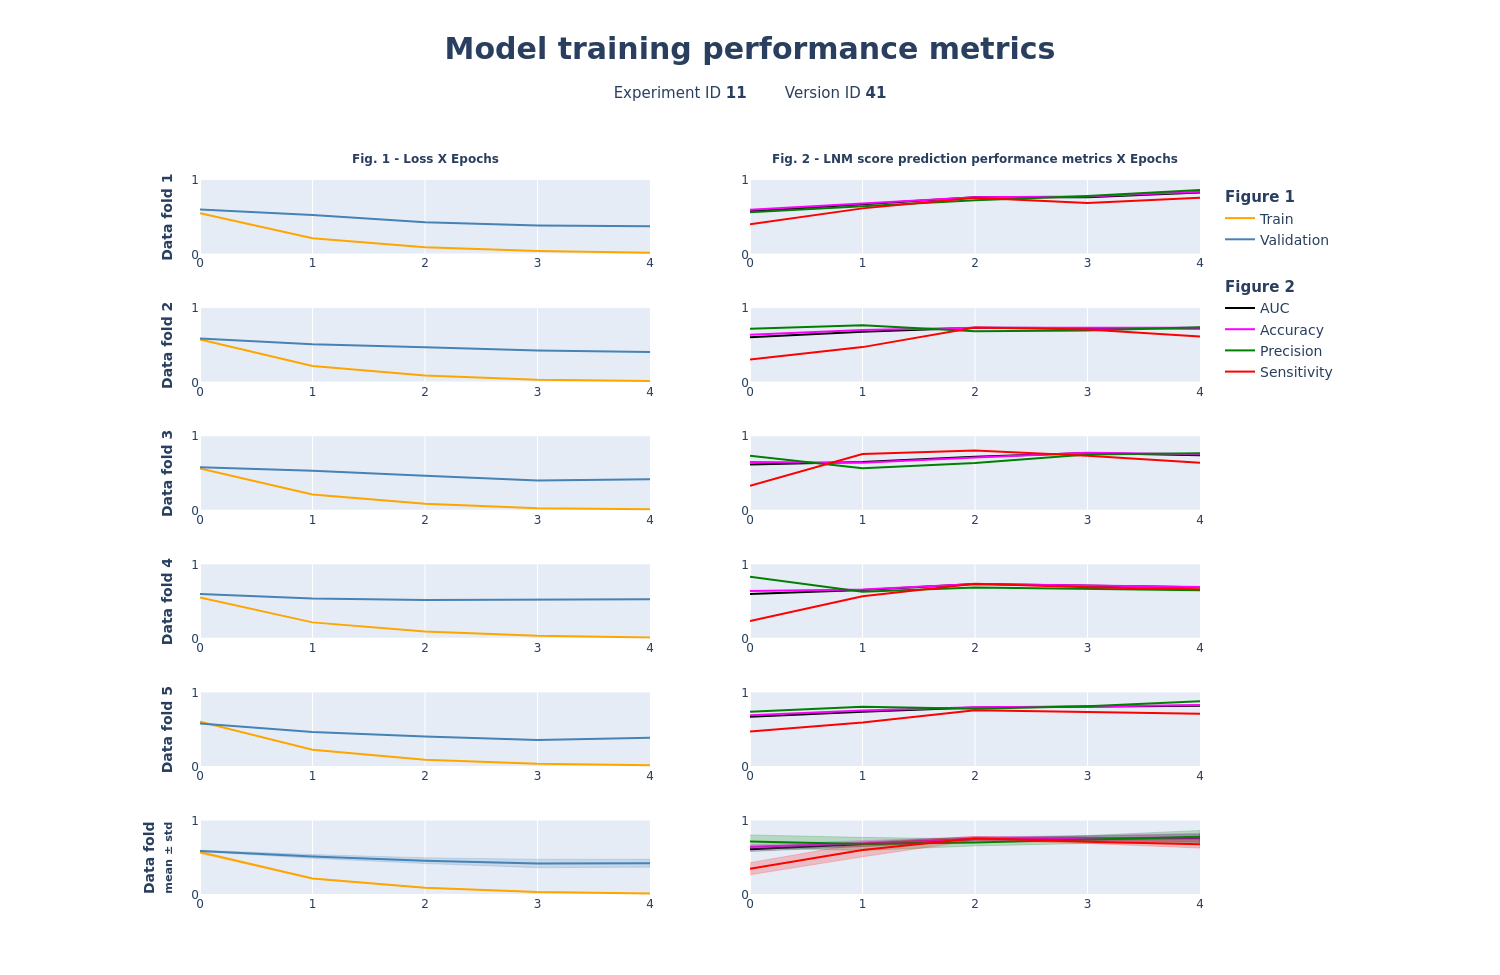 Model training performance metrics
Experiment ID 11 Version ID 41
Fig. 1 - Loss X Epochs
Fig. 2 - LNM score prediction performance metrics X Epochs
Data fold 1
1
0
0 1 2 3 4
1
0
0 1 2 3 4
Data fold 2
1
0
0 1 2 3 4
1
0
0 1 2 3 4
Data fold 3
1
0
0 1 2 3 4
1
0
0 1 2 3 4
Data fold 4
1
0
0 1 2 3 4
1
0
0 1 2 3 4
Data fold 5
1
0
0 1 2 3 4
1
0
0 1 2 3 4
Data fold
mean ± std
1
0
0 1 2 3 4
1
0
0 1 2 3 4
Figure 1
Train
Validation
Figure 2
AUC
Accuracy
Precision
Sensitivity